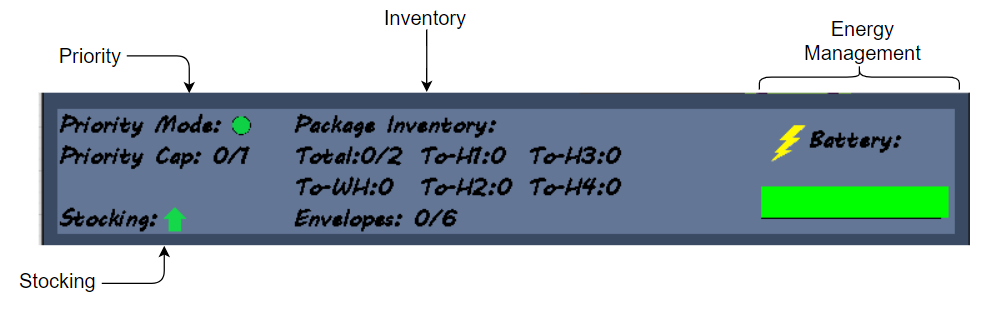 Inventory
Energy
Management
Priority
Priority Mode:
Package Inventory:
Battery:
Priority Cap: 0/1
Total:0/2 To-H1:0 To-H3:0
To-WH:0 To-H2:0 To-H4:0
Stocking:
Envelopes: 0/6
Stocking